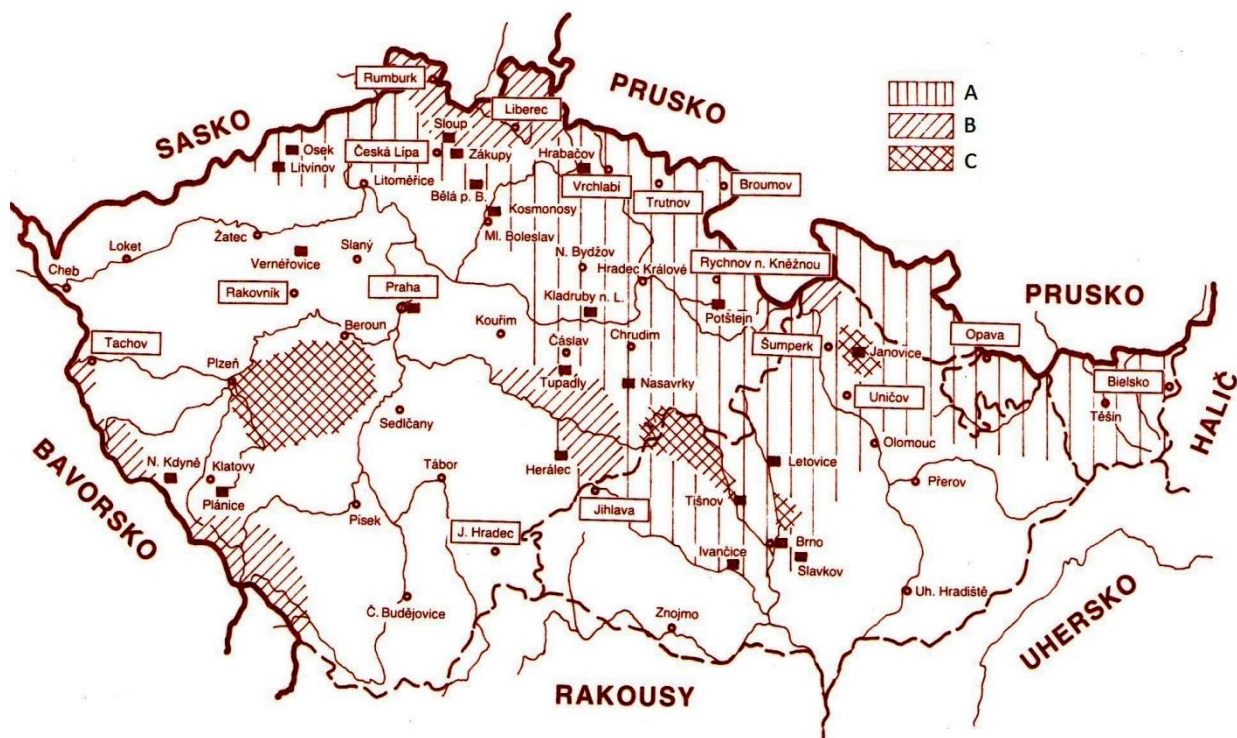 Rumburk
PRUSKO
A
B
C
Liberec
SASKO
Sloup
Osek
Česká Lípa
Zákupy
Hrabačov
Litvínov
Litoměřice
Vrchlabí
Trutnov
Broumov
Bělá p. B.
Kosmonosy
Ml. Boleslav
Loket
Žatec
Slaný
N. Bydžov
Hradec Králové
Rychnov n. Kněžnou
Cheb
Vernéřovice
Rakovník
Praha
Kladruby n. L.
Potštejn
PRUSKO
Beroun
Kouřim
Chrudim
Tachov
Plzeň
Čáslav
Šumperk
Janovice
Opava
Tupadly
Nasavrky
Bielsko
Těšín
HALIČ
Sedlčany
Uničov
Olomouc
N. Kdyně
Klatovy
Plánice
Tábor
Herálec
Letovice
Přerov
BAVORSKO
Pisek
Jihlava
Tišnov
J. Hradec
Ivančice
Brno
Slavkov
Č. Budějovice
Znojmo
Uh. Hradiště
UHERSKO
RAKOUSY